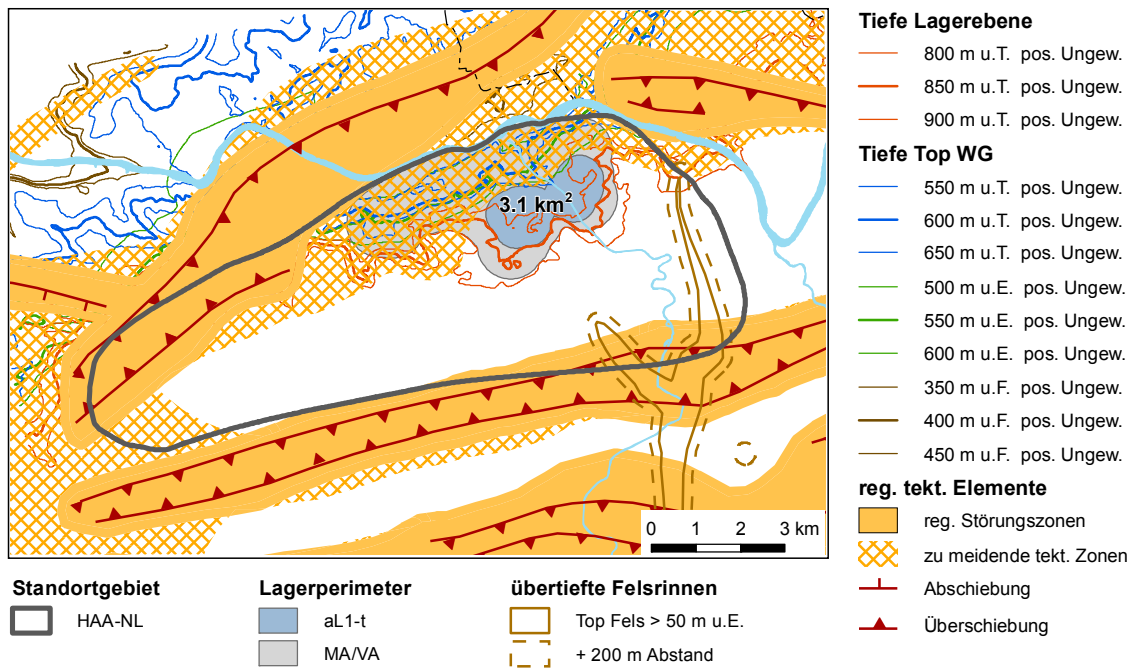 3.1 km²
0 1 2 3 km
Tiefe Lagerebene
800 m u.T. pos. Ungew.
850 m u.T. pos. Ungew.
900 m u.T. pos. Ungew.
Tiefe Top WG
550 m u.T. pos. Ungew.
600 m u.T. pos. Ungew.
650 m u.T. pos. Ungew.
500 m u.E. pos. Ungew.
550 m u.E. pos. Ungew.
600 m u.E. pos. Ungew.
350 m u.F. pos. Ungew.
400 m u.F. pos. Ungew.
450 m u.F. pos. Ungew.
reg. tekt. Elemente
reg. Störungszonen
zu meidende tekt. Zonen
Abschiebung
Überschiebung
Standortgebiet
HAA-NL
Lagerperimeter
aL1-t
MA/VA
übertiefte Felsrinnen
Top Fels > 50 m u.E.
+ 200 m Abstand